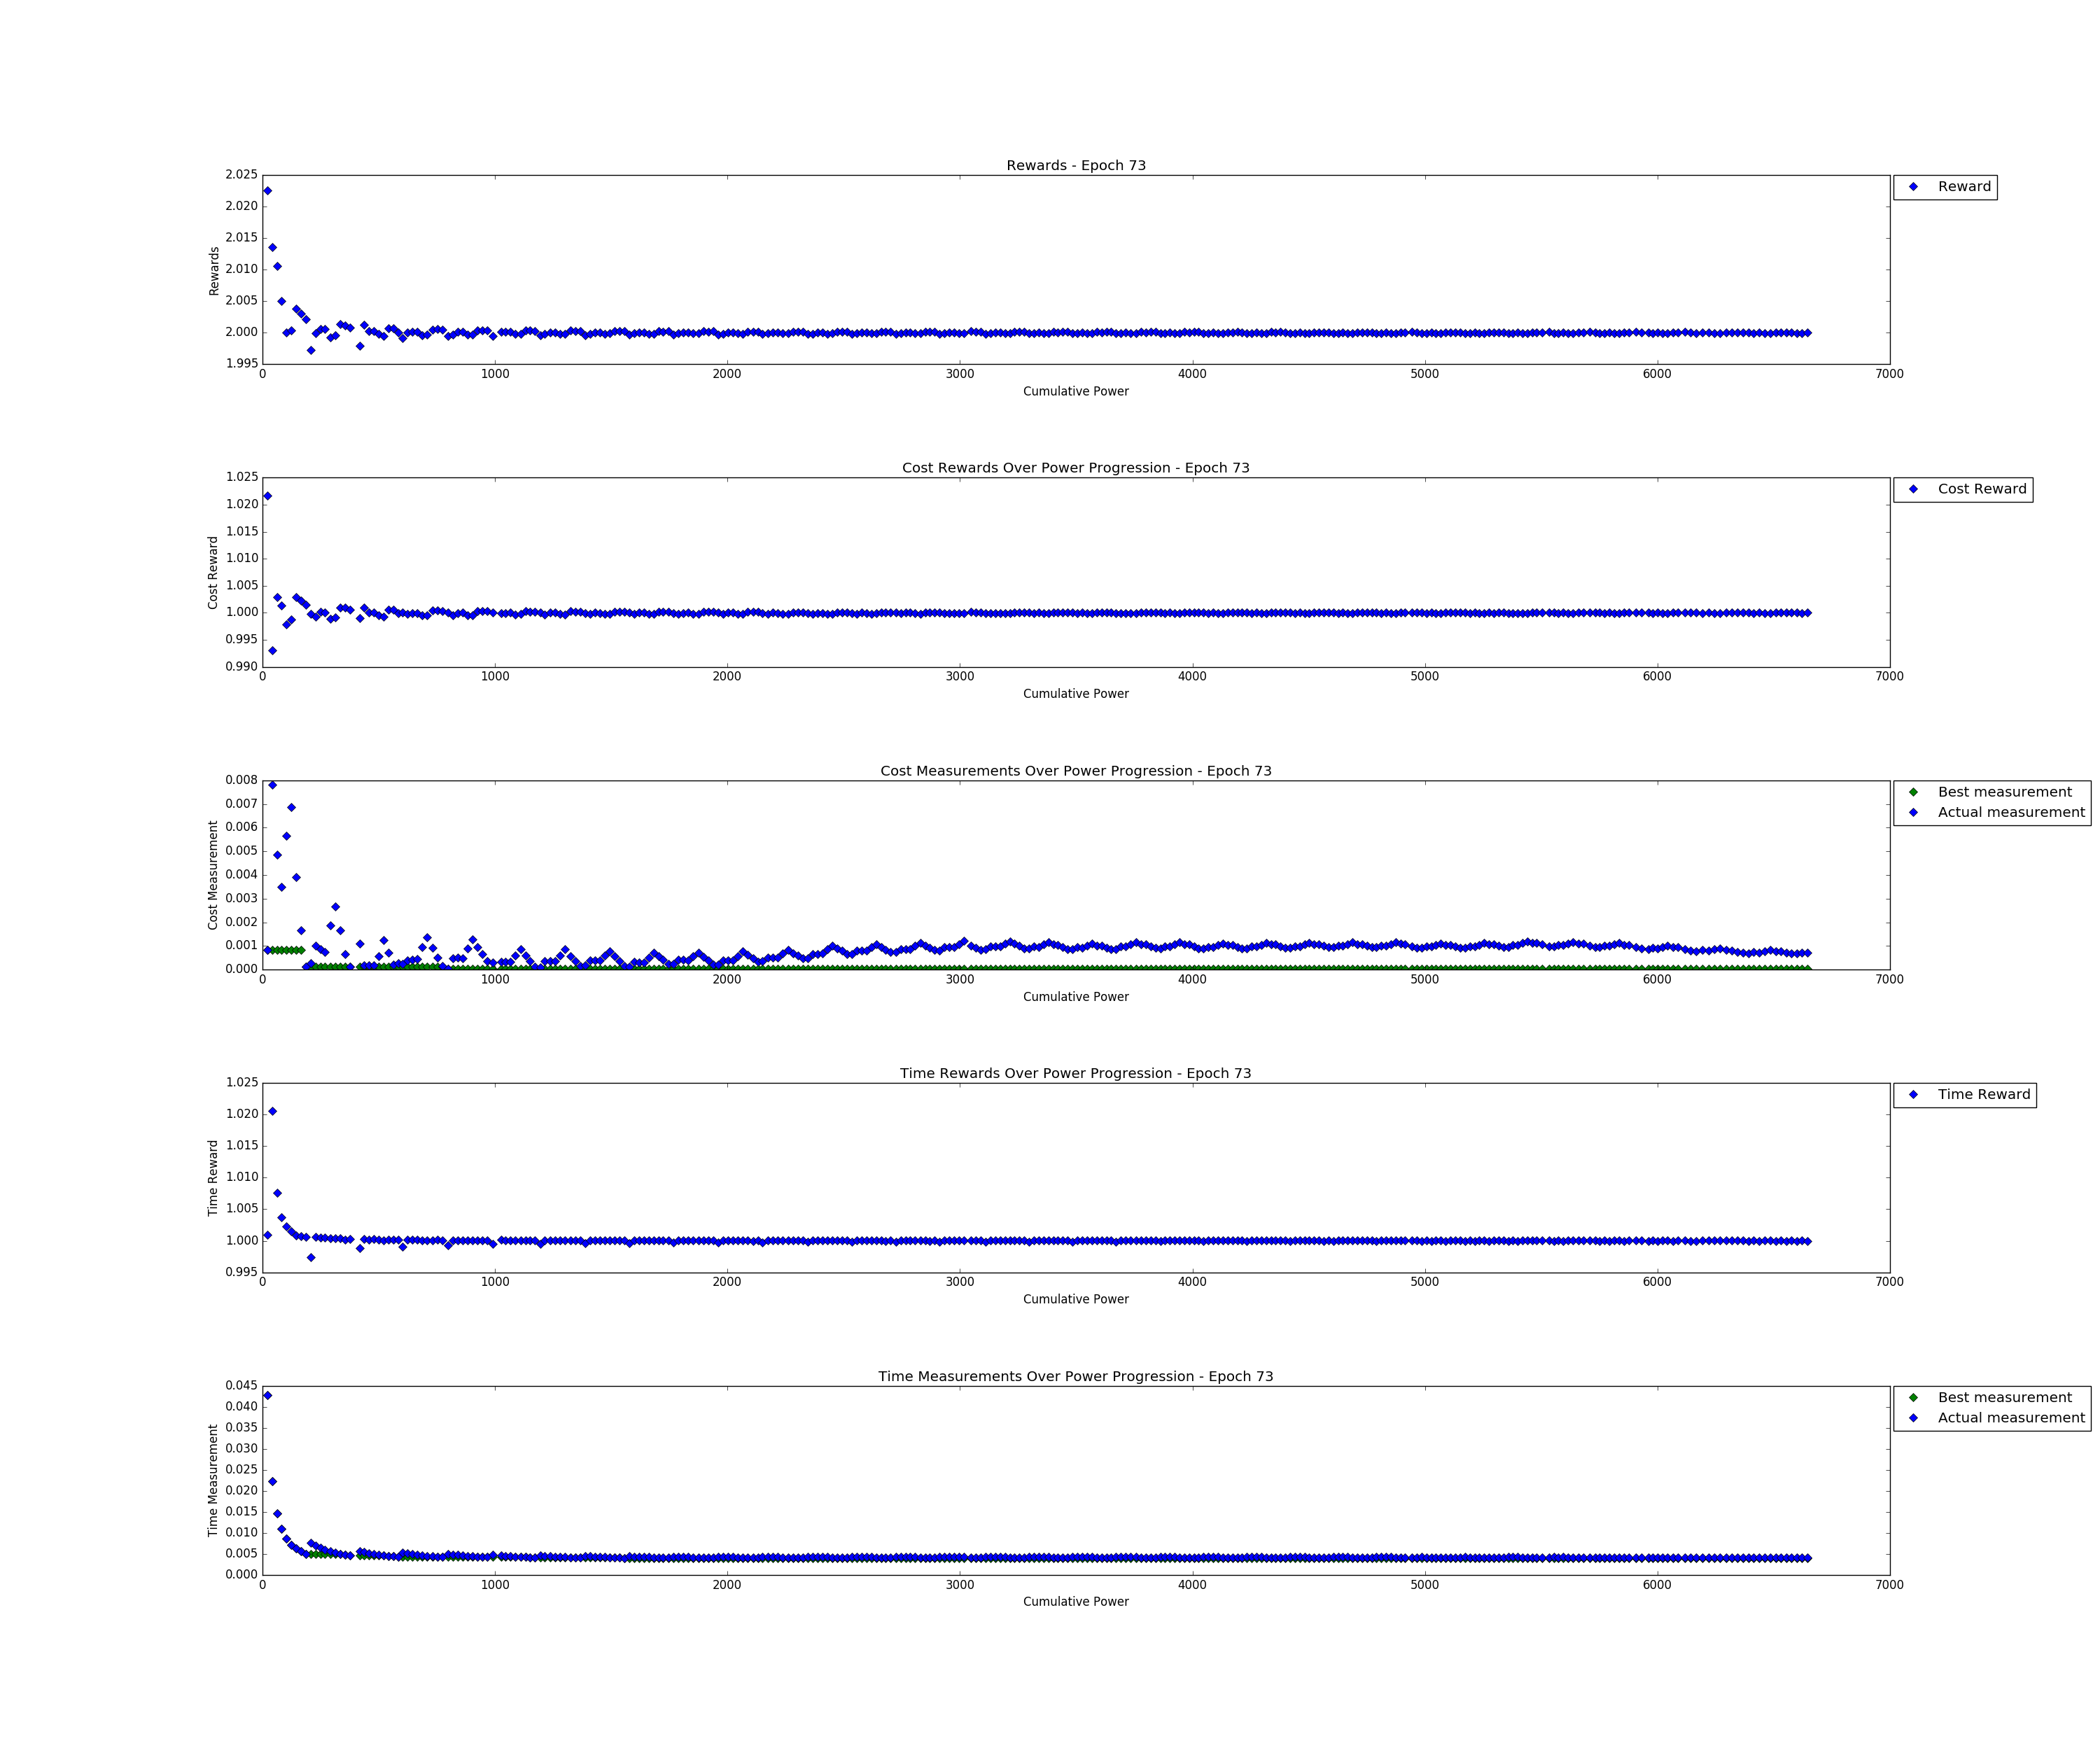 Rewards - Epoch 73
2.025
2.020
2.015
2.010
2.005
2.000
1.995
Rewards
0 1000 2000 3000 4000 5000 6000 7000
Cumulative Power
Reward
Cost Rewards Over Power Progression - Epoch 73
1.025
1.020
1.015
1.010
1.005
1.000
0.995
0.990
Cost Reward
0 1000 2000 3000 4000 5000 6000 7000
Cumulative Power
Cost Reward
Cost Measurements Over Power Progression - Epoch 73
0.008
0.007
0.006
0.005
0.004
0.003
0.002
0.001
0.000
Cost Measurement
0 1000 2000 3000 4000 5000 6000 7000
Cumulative Power
Best measurement
Actual measurement
Time Rewards Over Power Progression - Epoch 73
1.025
1.020
1.015
1.010
1.005
1.000
0.995
Time Reward
0 1000 2000 3000 4000 5000 6000 7000
Cumulative Power
Time Reward
Time Measurements Over Power Progression - Epoch 73
0.045
0.040
0.035
0.030
0.025
0.020
0.015
0.010
0.005
0.000
Time Measurement
0 1000 2000 3000 4000 5000 6000 7000
Cumulative Power
Best measurement
Actual measurement